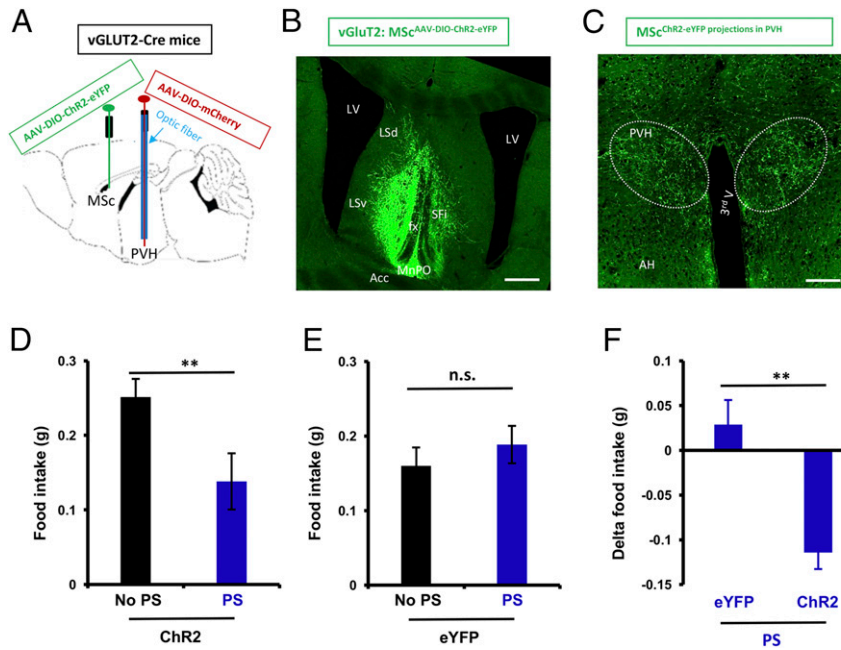 A
vGLUT2-Cre mice
AAV-DIO-ChR2-eYFP
AAV-DIO-mCherry
Optic fiber
MSc
PVH
B
vGluT2: MSc^AAV-DIO-ChR2-eYFP
LV
LSd
LV
LSv
SFi
fx
MnPO
Acc
C
MSc^ChR2-eYFP projections in PVH
PVH
3rd V
AH
D
Food intake (g)
0.3
0.2
0.1
0
**
No PS
PS
ChR2
E
Food intake (g)
0.3
0.2
0.1
0
n.s.
No PS
PS
eYFP
F
Delta food intake (g)
0.1
0.05
0
-0.05
-0.1
-0.15
**
eYFP
ChR2
PS